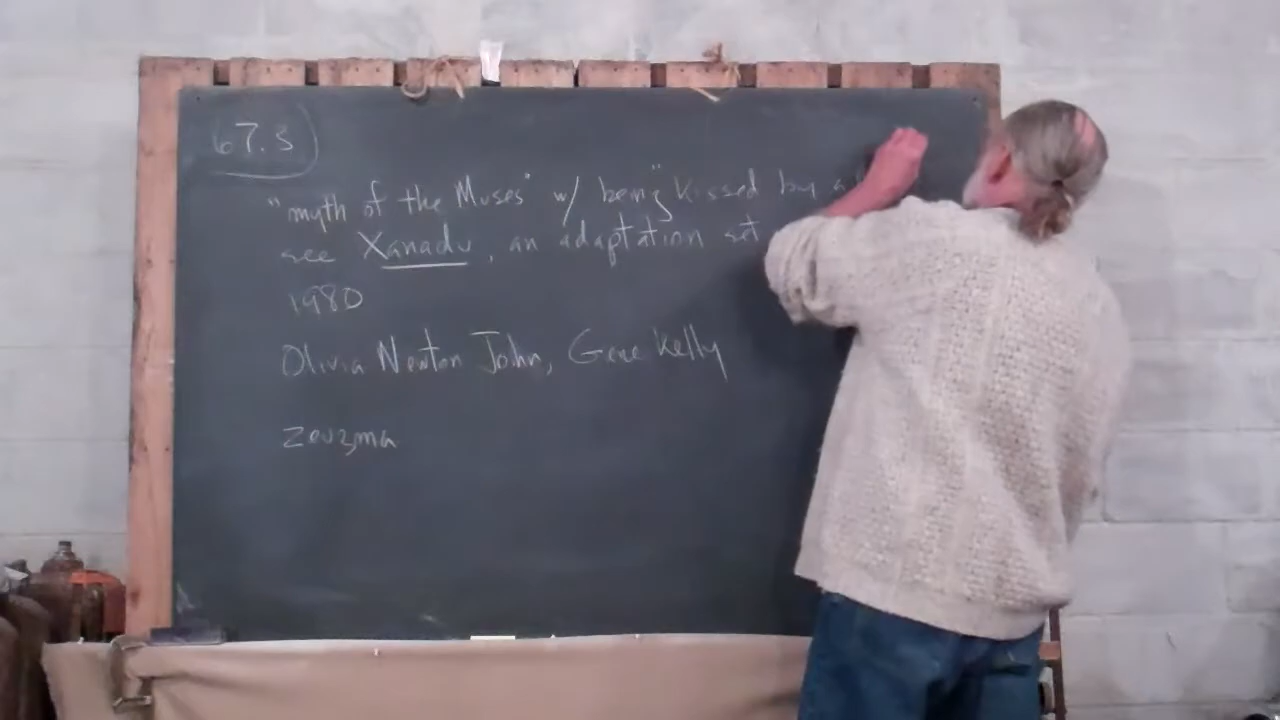 67.3
"myth of the Muses" w/ being "kissed by a
see Xanadu, an adaptation set
1980
Olivia Newton John, Gene Kelly
zeugma